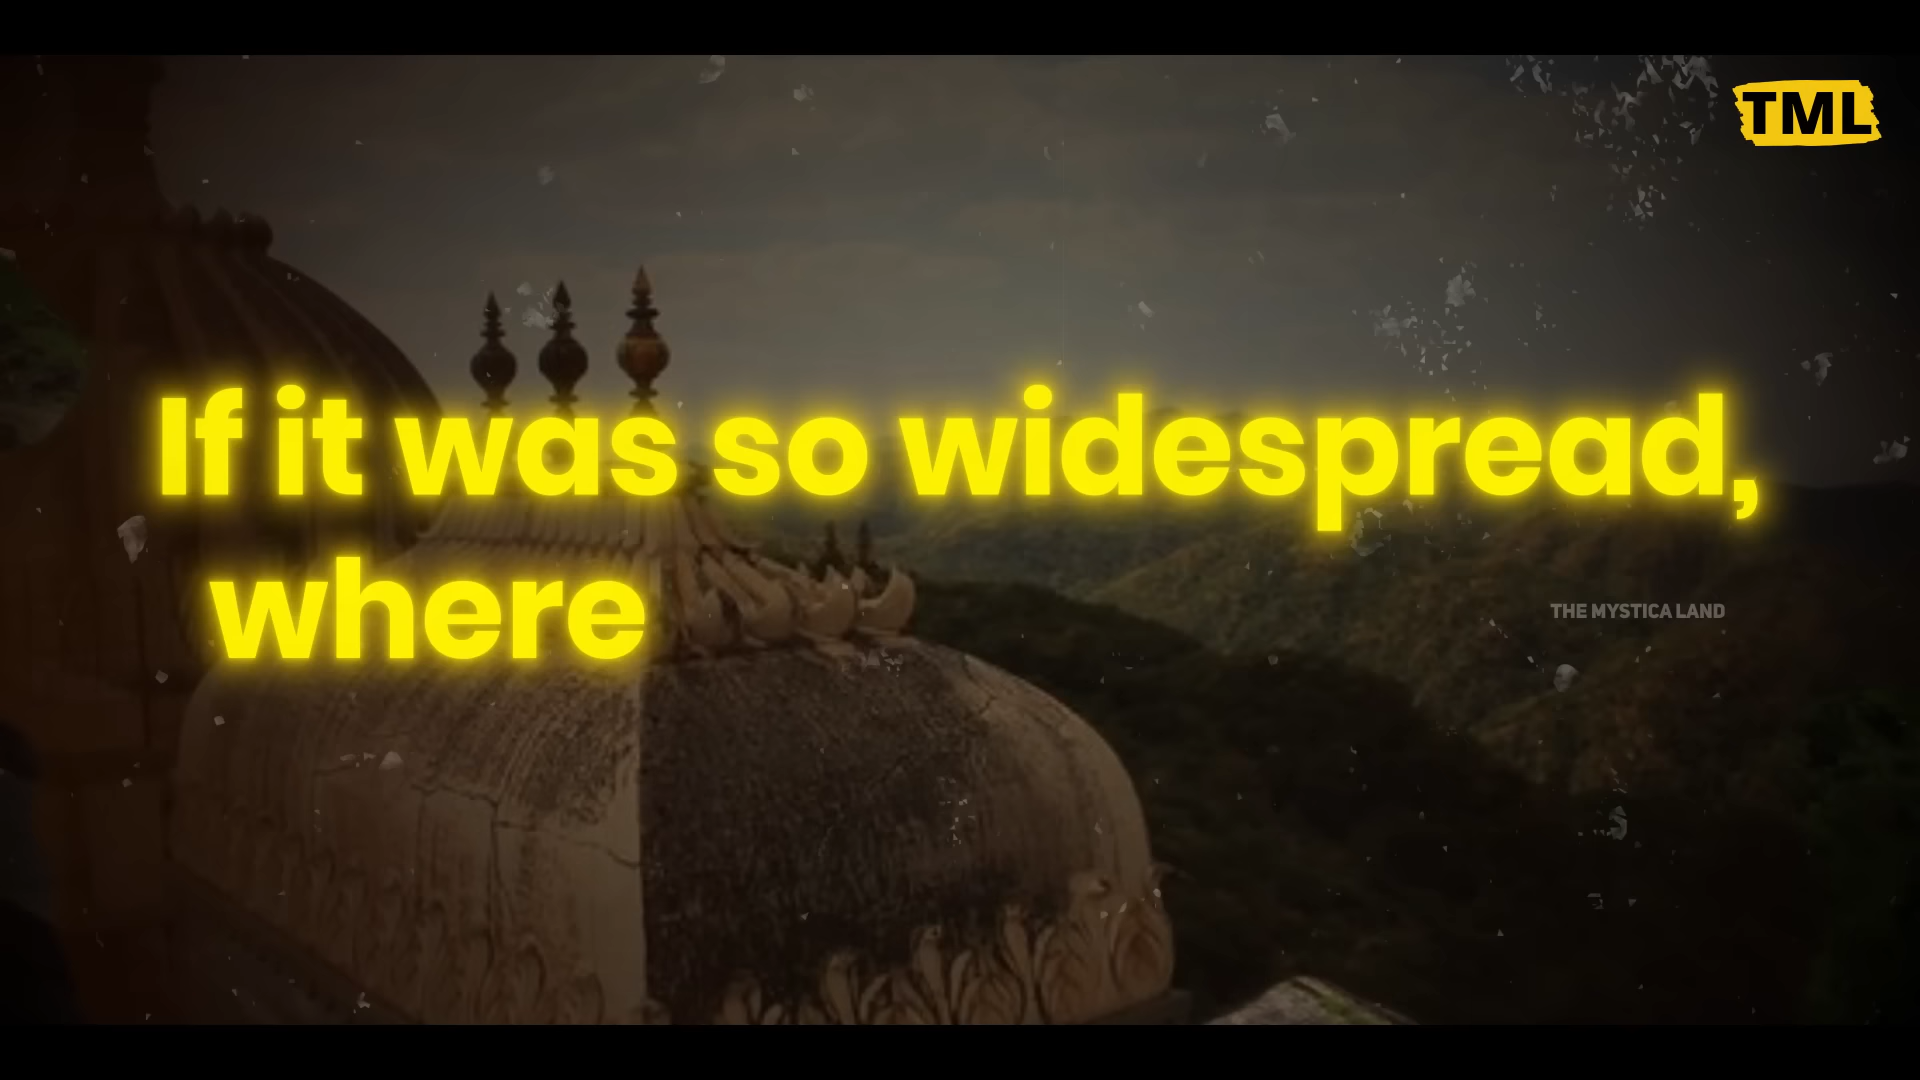 TML
If it was so widespread,
where
THE MYSTICA LAND